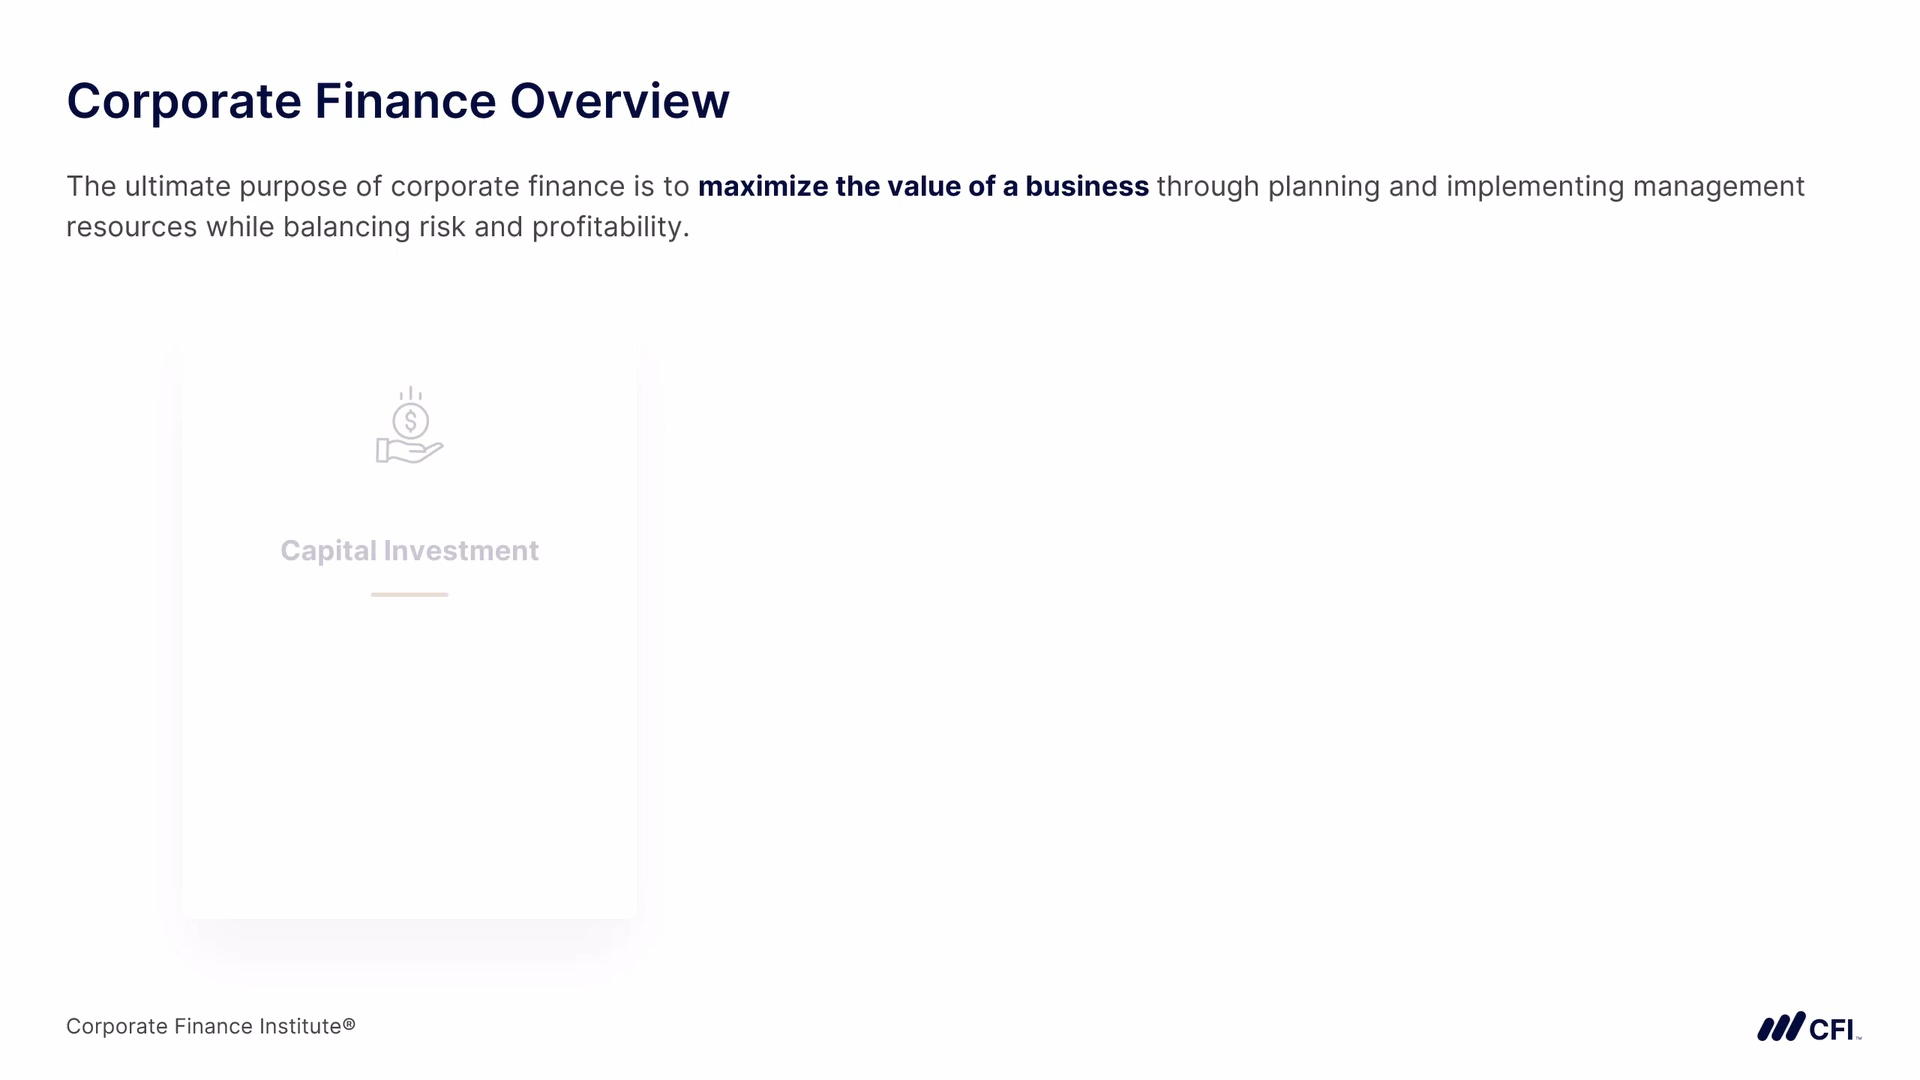 Corporate Finance Overview
The ultimate purpose of corporate finance is to maximize the value of a business through planning and implementing management
resources while balancing risk and profitability.
$
Capital Investment
Corporate Finance Institute®
CFI™